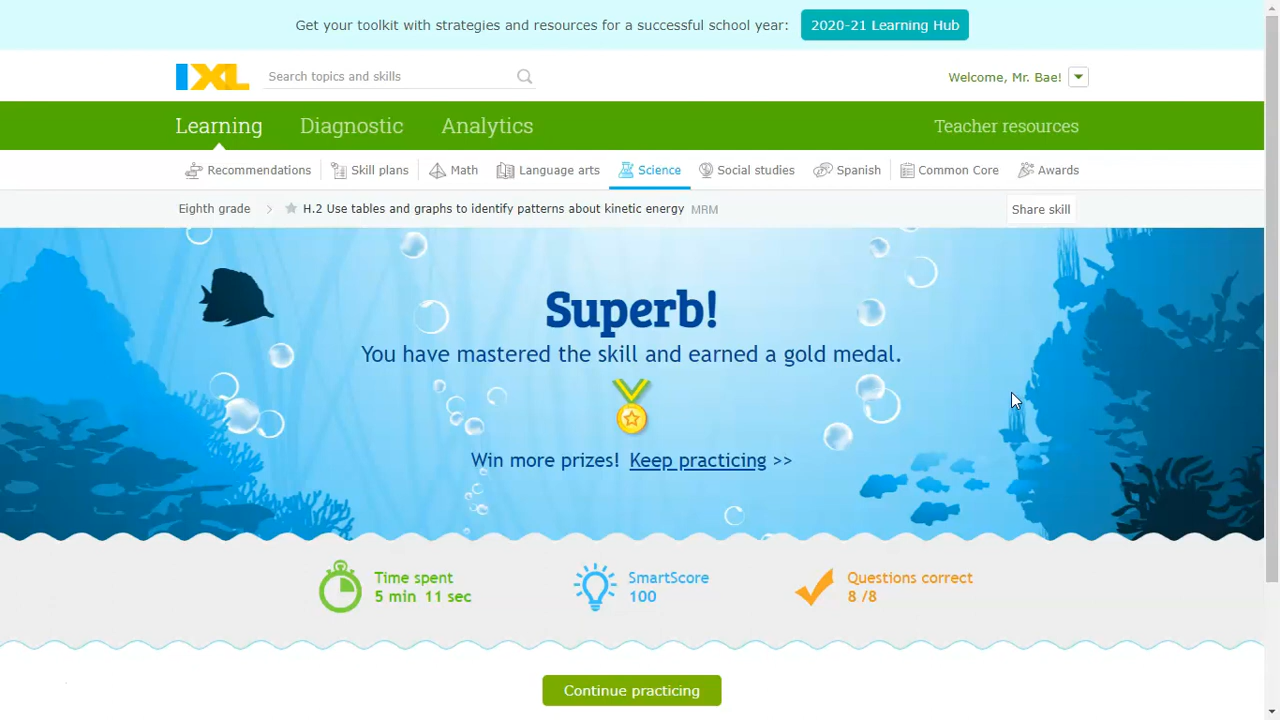 Get your toolkit with strategies and resources for a successful school year: 2020-21 Learning Hub
IXL Search topics and skills Welcome, Mr. Bae!
Learning Diagnostic Analytics Teacher resources
Recommendations Skill plans Math Language arts Science Social studies Spanish Common Core Awards
Eighth grade > H.2 Use tables and graphs to identify patterns about kinetic energy MRM Share skill
Superb!
You have mastered the skill and earned a gold medal.
Win more prizes! Keep practicing >>
Time spent SmartScore Questions correct
5 min 11 sec 100 8 /8
Continue practicing